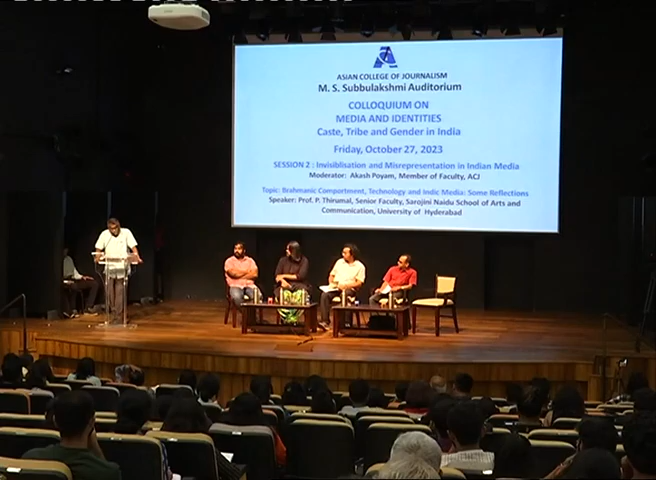 ASIAN COLLEGE OF JOURNALISM
M. S. Subbulakshmi Auditorium
COLLOQUIUM ON
MEDIA AND IDENTITIES
Caste, Tribe and Gender in India
Friday, October 27, 2023
SESSION 2 : Invisiblisation and Misrepresentation in Indian Media
Moderator: Akash Poyam, Member of Faculty, ACJ
Topic: Brahmanic Comportment, Technology and Indic Media: Some Reflections
Speaker: Prof. P. Thirumal, Senior Faculty, Sarojini Naidu School of Arts and
Communication, University of Hyderabad